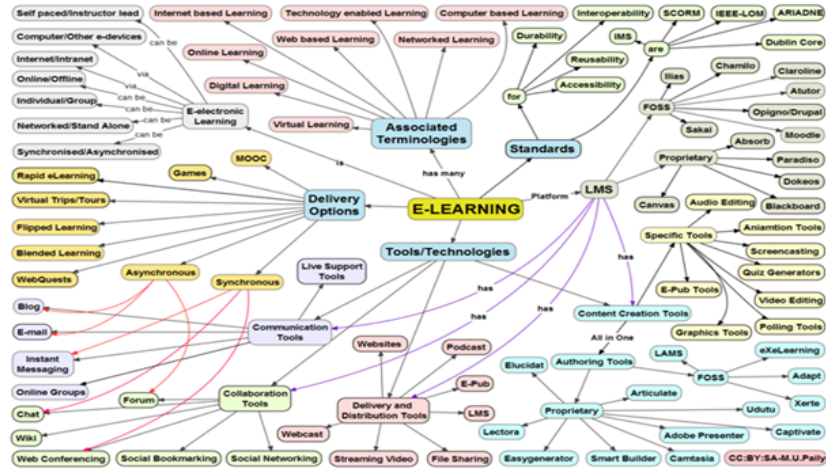 Self paced/Instructor lead
Computer/Other e-devices
Internet/Intranet
Online/Offline
Individual/Group
Networked/Stand Alone
Synchronised/Asynchronised
can be
via
via
can be
can be
can be
E-electronic
Learning
is
Internet based Learning
Technology enabled Learning
Computer based Learning
Web based Learning
Networked Learning
Online Learning
Digital Learning
Virtual Learning
Associated
Terminologies
has many
Interoperability
Durability
Reusability
Accessibility
for
Standards
SCORM
IEEE-LOM
ARIADNE
IMS
are
Dublin Core
Ilias
Chamilo
Claroline
Atutor
FOSS
Opigno/Drupal
Sakai
Moodle
Absorb
Proprietary
Paradiso
Dokeos
Canvas
Blackboard
LMS
Platform
E-LEARNING
MOOC
Games
Rapid eLearning
Virtual Trips/Tours
Flipped Learning
Blended Learning
WebQuests
Delivery
Options
Asynchronous
Synchronous
Tools/Technologies
Live Support
Tools
Blog
E-mail
Instant
Messaging
Online Groups
Communication
Tools
has
has
has
has
Audio Editing
Aniamtion Tools
Specific Tools
Screencasting
Quiz Generators
E-Pub Tools
Video Editing
Graphics Tools
Polling Tools
Content Creation Tools
All in One
Authoring Tools
LAMS
eXeLearning
FOSS
Adapt
Xerte
Elucidat
Articulate
Proprietary
Udutu
Lectora
Adobe Presenter
Captivate
Easygenerator
Smart Builder
Camtasia
Websites
Podcast
E-Pub
Delivery and
Distribution Tools
LMS
Webcast
Streaming Video
File Sharing
Chat
Forum
Collaboration
Tools
Wiki
Web Conferencing
Social Bookmarking
Social Networking
CC:BY:SA-M.U.Paily